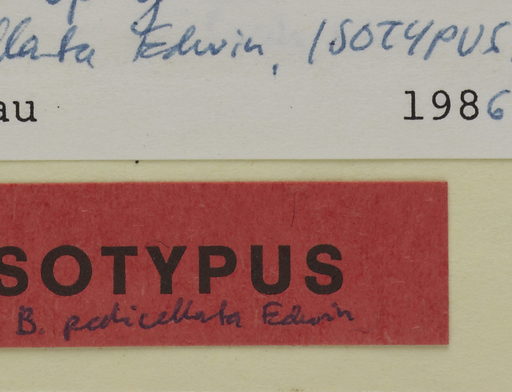 llata Edwin, ISOTYPUS
au 1986
SOTYPUS
B. pedicellata Edwin